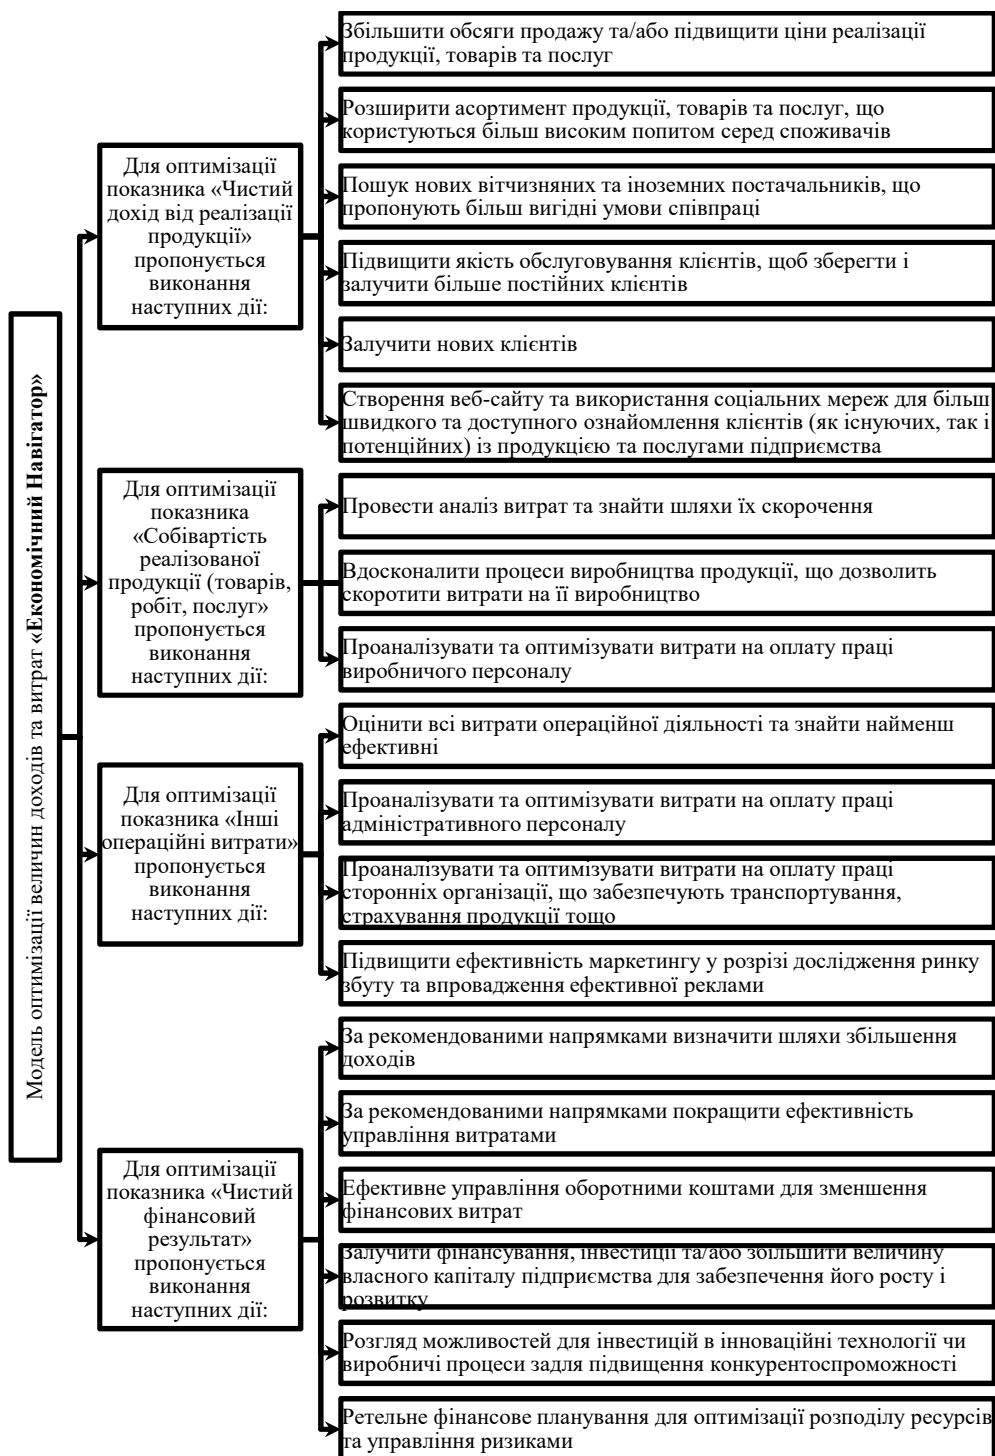 Модель оптимізації величин доходів та витрат «Економічний Навігатор»
Для оптимізації
показника «Чистий
дохід від реалізації
продукції»
пропонується
виконання
наступних дії:
Збільшити обсяги продажу та/або підвищити ціни реалізації
продукції, товарів та послуг
Розширити асортимент продукції, товарів та послуг, що
користуються більш високим попитом серед споживачів
Пошук нових вітчизняних та іноземних постачальників, що
пропонують більш вигідні умови співпраці
Підвищити якість обслуговування клієнтів, щоб зберегти і
залучити більше постійних клієнтів
Залучити нових клієнтів
Створення веб-сайту та використання соціальних мереж для більш
швидкого та доступного ознайомлення клієнтів (як існуючих, так і
потенційних) із продукцією та послугами підприємства
Для оптимізації
показника
«Собівартість
реалізованої
продукції (товарів,
робіт, послуг»
пропонується
виконання
наступних дії:
Провести аналіз витрат та знайти шляхи їх скорочення
Вдосконалити процеси виробництва продукції, що дозволить
скоротити витрати на її виробництво
Проаналізувати та оптимізувати витрати на оплату праці
виробничого персоналу
Для оптимізації
показника «Інші
операційні витрати»
пропонується
виконання
наступних дії:
Оцінити всі витрати операційної діяльності та знайти найменш
ефективні
Проаналізувати та оптимізувати витрати на оплату праці
адміністративного персоналу
Проаналізувати та оптимізувати витрати на оплату праці
сторонніх організації, що забезпечують транспортування,
страхування продукції тощо
Підвищити ефективність маркетингу у розрізі дослідження ринку
збуту та впровадження ефективної реклами
Для оптимізації
показника «Чистий
фінансовий
результат»
пропонується
виконання
наступних дії:
За рекомендованими напрямками визначити шляхи збільшення
доходів
За рекомендованими напрямками покращити ефективність
управління витратами
Ефективне управління оборотними коштами для зменшення
фінансових витрат
Залучити фінансування, інвестиції та/або збільшити величину
власного капіталу підприємства для забезпечення його росту і
розвитку
Розгляд можливостей для інвестицій в інноваційні технології чи
виробничі процеси задля підвищення конкурентоспроможності
Ретельне фінансове планування для оптимізації розподілу ресурсів
та управління ризиками